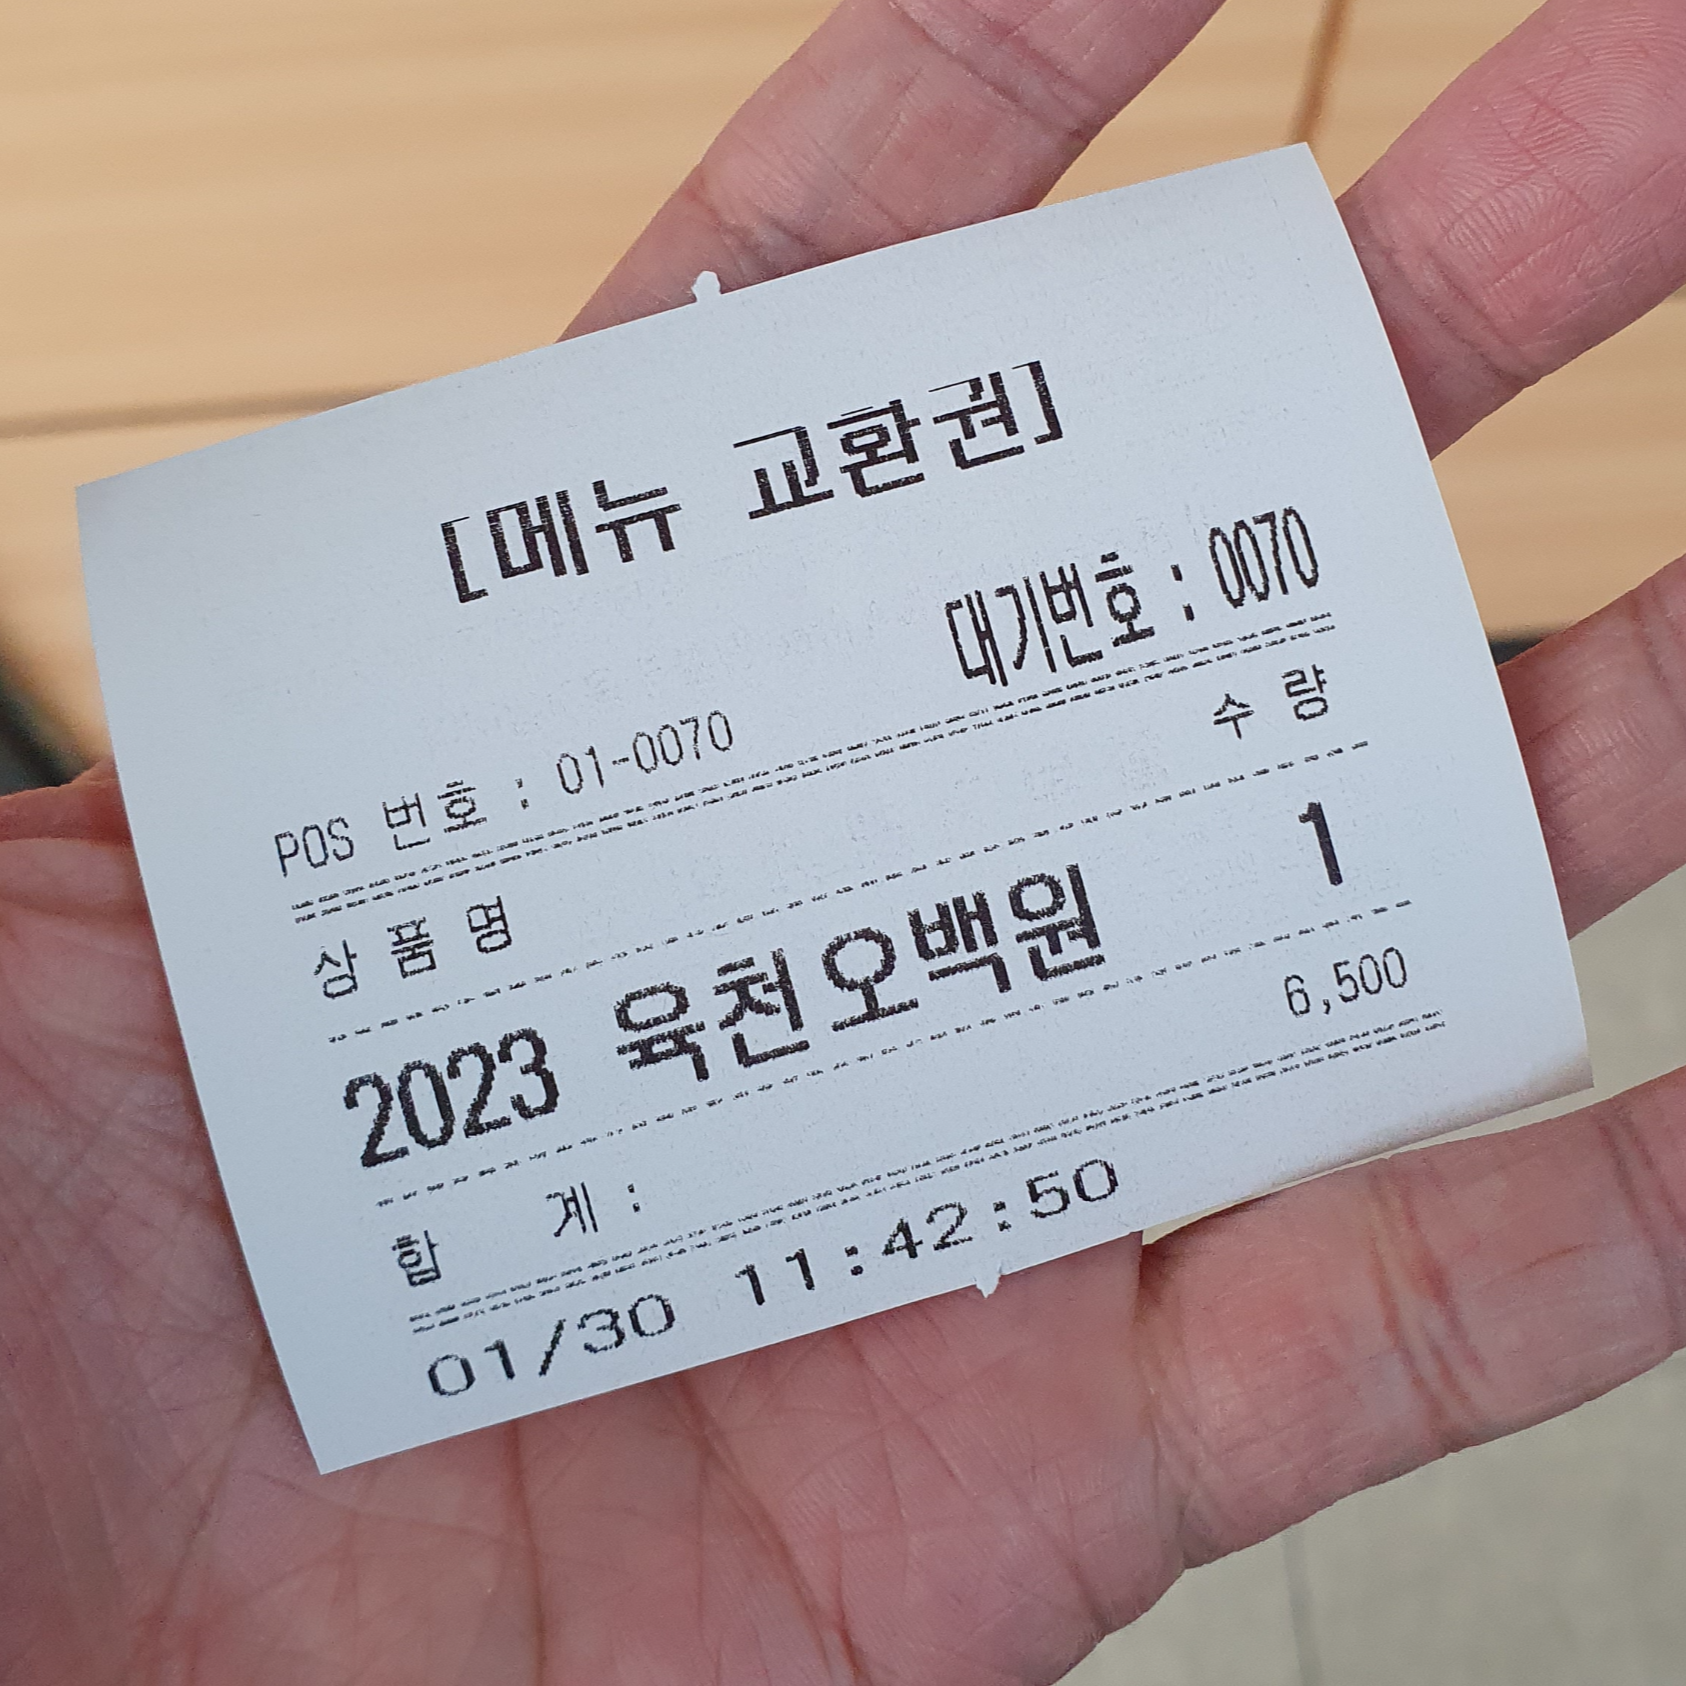 [메뉴 교환권]
대기번호 : 0070
POS 번호 : 01-0070
상 품 명 수 량
2023 육천오백원 1
합 계 : 6,500
01/30 11:42:50